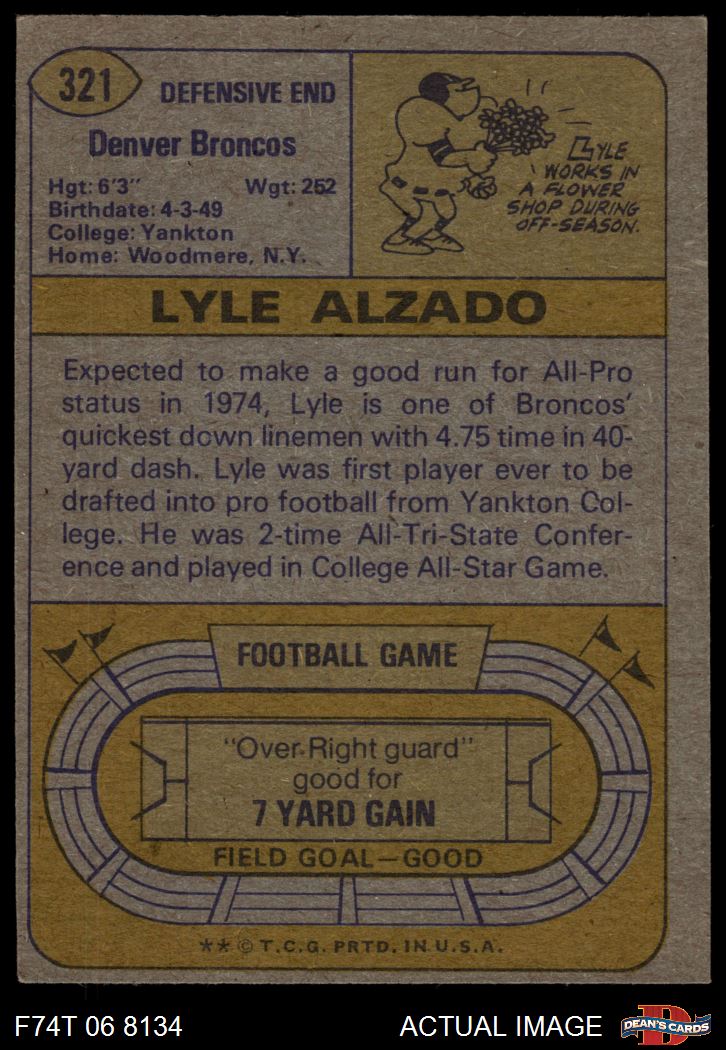 321
DEFENSIVE END
Denver Broncos
Hgt: 6'3" Wgt: 252
Birthdate: 4-3-49
College: Yankton
Home: Woodmere, N.Y.
LYLE
WORKS IN
A FLOWER
SHOP DURING
OFF-SEASON.
LYLE ALZADO
Expected to make a good run for All-Pro
status in 1974, Lyle is one of Broncos'
quickest down linemen with 4.75 time in 40-
yard dash. Lyle was first player ever to be
drafted into pro football from Yankton Col-
lege. He was 2-time All-Tri-State Confer-
ence and played in College All-Star Game.
FOOTBALL GAME
"Over Right guard"
good for
7 YARD GAIN
FIELD GOAL—GOOD
** © T.C.G. PRTD. IN U.S.A.
F74T 06 8134 ACTUAL IMAGE
D
DEAN'S CARDS